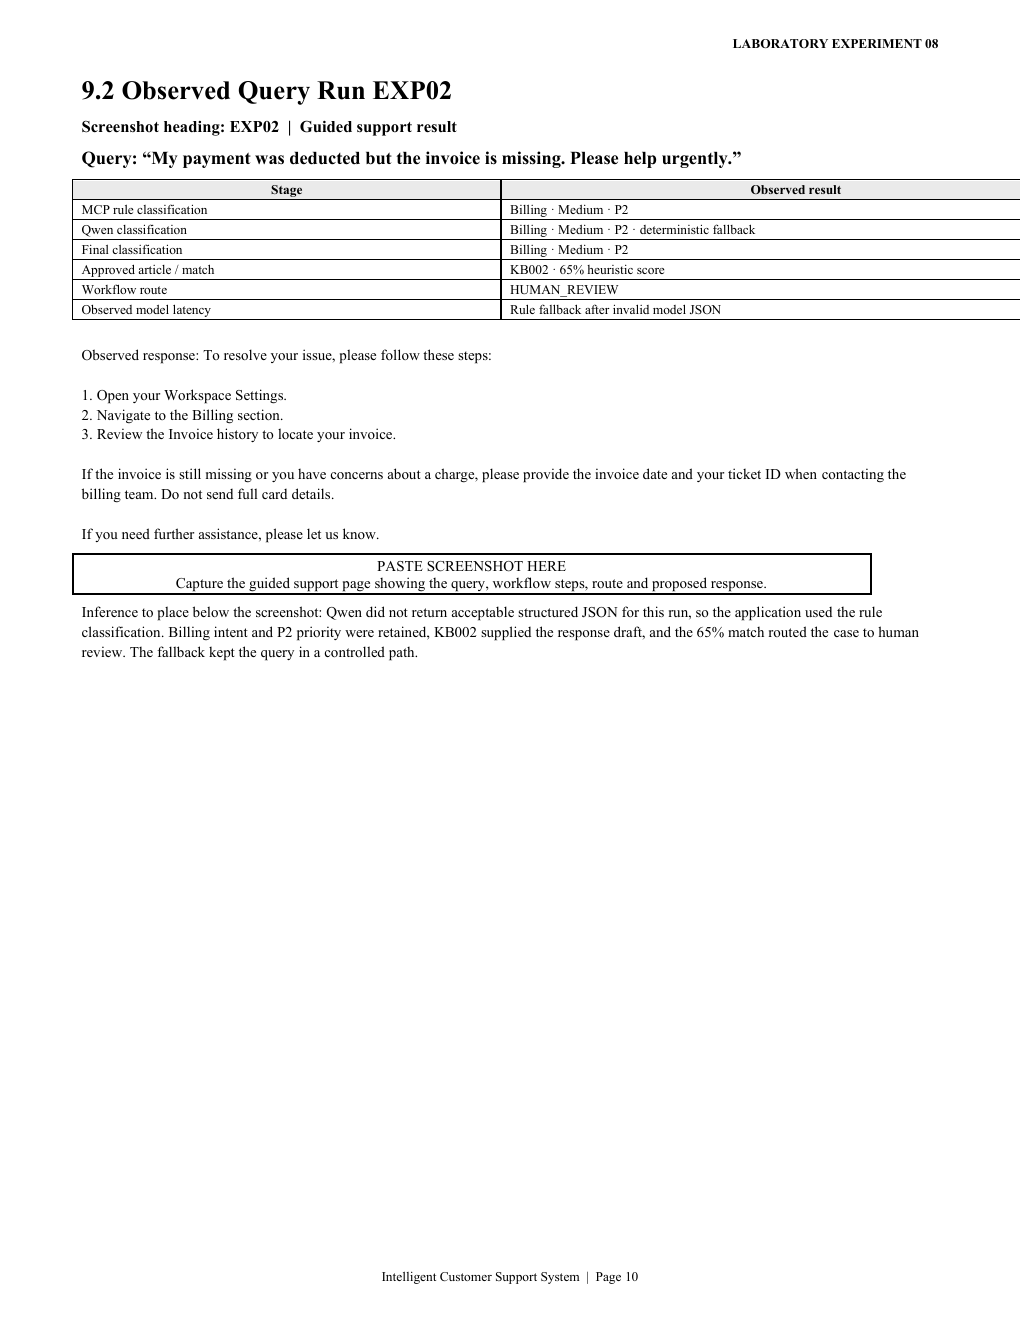 LABORATORY EXPERIMENT 08
9.2 Observed Query Run EXP02
Screenshot heading: EXP02 | Guided support result
Query: “My payment was deducted but the invoice is missing. Please help urgently.”
Stage Observed result
MCP rule classification Billing · Medium · P2
Qwen classification Billing · Medium · P2 · deterministic fallback
Final classification Billing · Medium · P2
Approved article / match KB002 · 65% heuristic score
Workflow route HUMAN_REVIEW
Observed model latency Rule fallback after invalid model JSON
Observed response: To resolve your issue, please follow these steps:
1. Open your Workspace Settings.
2. Navigate to the Billing section.
3. Review the Invoice history to locate your invoice.
If the invoice is still missing or you have concerns about a charge, please provide the invoice date and your ticket ID when contacting the
billing team. Do not send full card details.
If you need further assistance, please let us know.
PASTE SCREENSHOT HERE
Capture the guided support page showing the query, workflow steps, route and proposed response.
Inference to place below the screenshot: Qwen did not return acceptable structured JSON for this run, so the application used the rule
classification. Billing intent and P2 priority were retained, KB002 supplied the response draft, and the 65% match routed the case to human
review. The fallback kept the query in a controlled path.
Intelligent Customer Support System | Page 10